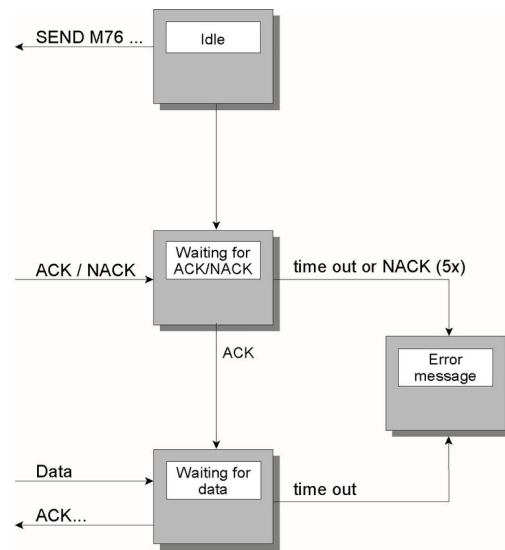 SEND M76 ...
Idle
Waiting for
ACK/NACK
ACK / NACK
time out or NACK (5x)
ACK
Error
message
Data
Waiting for
data
time out
ACK...